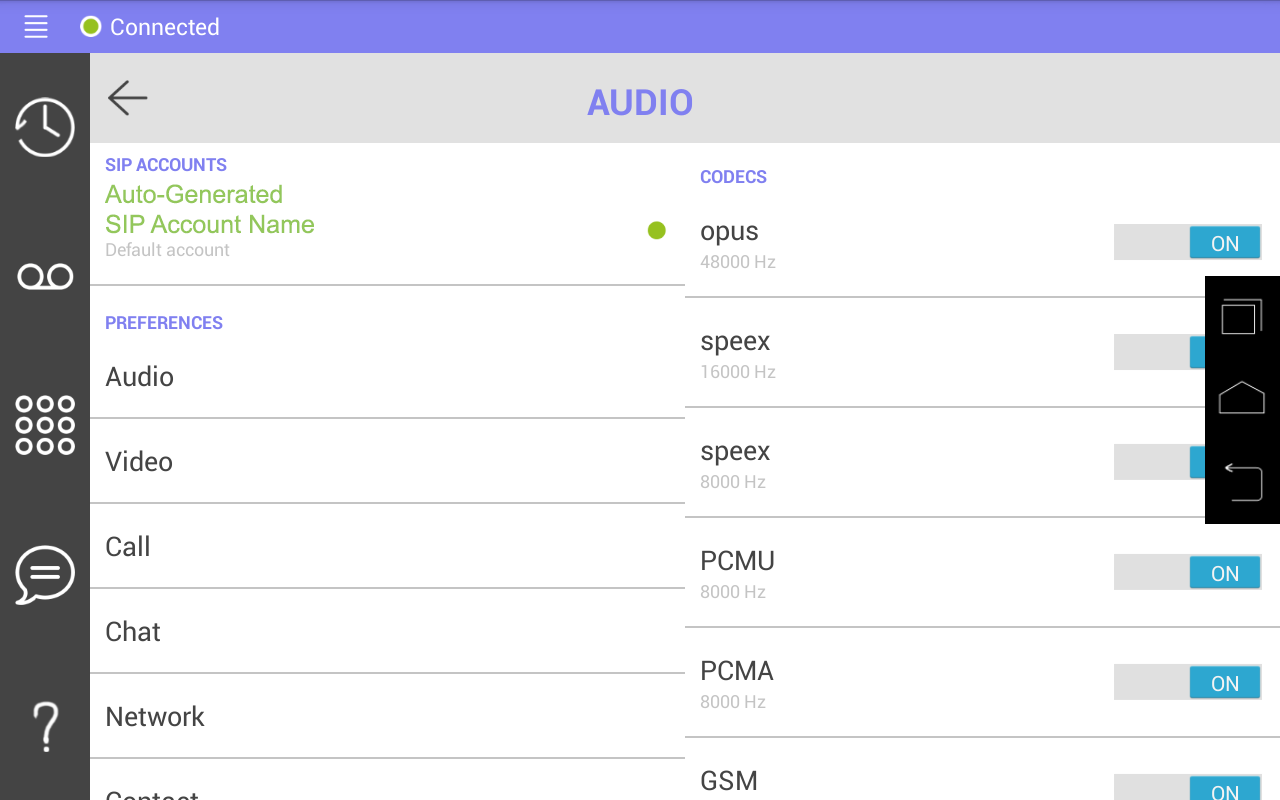 Connected
AUDIO
SIP ACCOUNTS
Auto-Generated
SIP Account Name
Default account
PREFERENCES
Audio
Video
Call
Chat
Network
Contact
CODECS
opus
48000 Hz
ON
speex
16000 Hz
speex
8000 Hz
PCMU
8000 Hz
ON
PCMA
8000 Hz
ON
GSM
ON